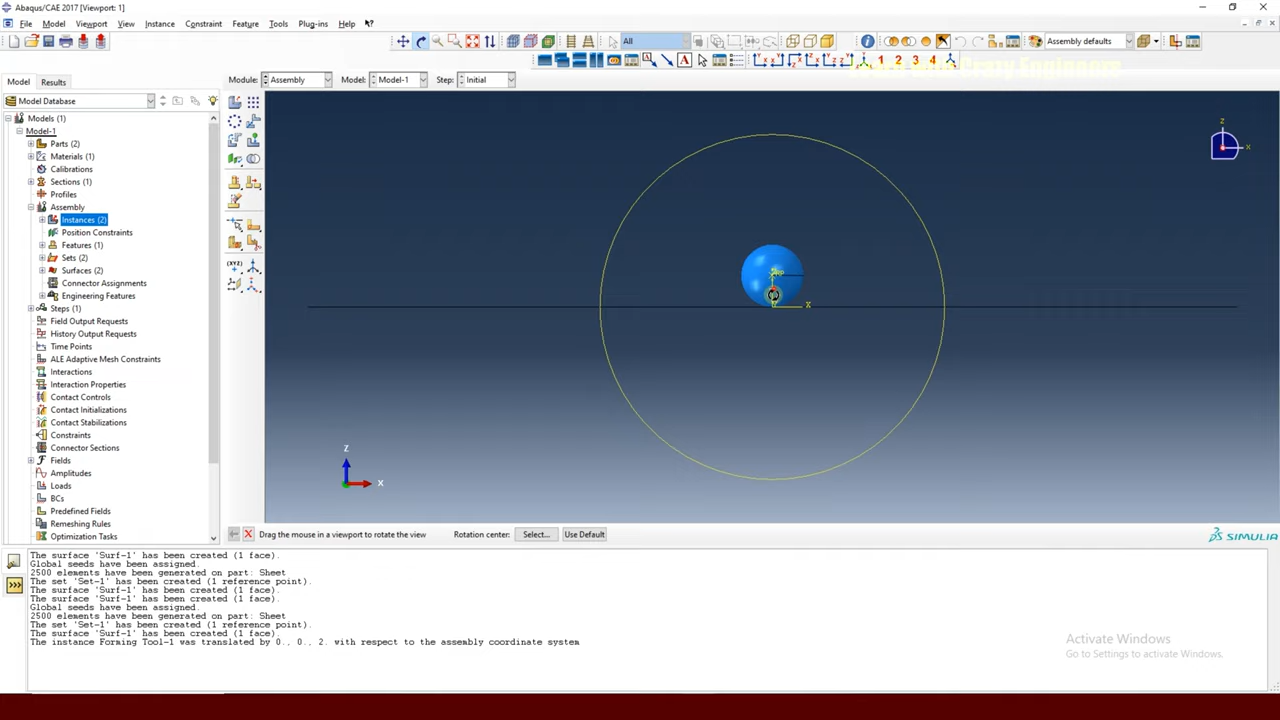 Abaqus/CAE 2017 [Viewport: 1]
File Model Viewport View Instance Constraint Feature Tools Plug-ins Help
All Assembly defaults
1 2 3 4
Model Results Module: Assembly Model: Model-1 Step: Initial
Model Database
Models (1)
Model-1
Parts (2)
Materials (1)
Calibrations
Sections (1)
Profiles
Assembly
Instances (2)
Position Constraints
Features (1)
Sets (2)
Surfaces (2)
Connector Assignments
Engineering Features
Steps (1)
Field Output Requests
History Output Requests
Time Points
ALE Adaptive Mesh Constraints
Interactions
Interaction Properties
Contact Controls
Contact Initializations
Contact Stabilizations
Constraints
Connector Sections
Fields
Amplitudes
Loads
BCs
Predefined Fields
Remeshing Rules
Optimization Tasks
Z
X
X
Z
X
Drag the mouse in a viewport to rotate the view Rotation center: Select... Use Default
SIMULIA
The surface 'Surf-1' has been created (1 face).
Global seeds have been assigned.
2500 elements have been generated on part: Sheet
The set 'Set-1' has been created (1 reference point).
The surface 'Surf-1' has been created (1 face).
The surface 'Surf-1' has been created (1 face).
Global seeds have been assigned.
2500 elements have been generated on part: Sheet
The set 'Set-1' has been created (1 reference point).
The surface 'Surf-1' has been created (1 face).
The instance Forming Tool-1 was translated by 0., 0., 2. with respect to the assembly coordinate system
Activate Windows
Go to Settings to activate Windows.